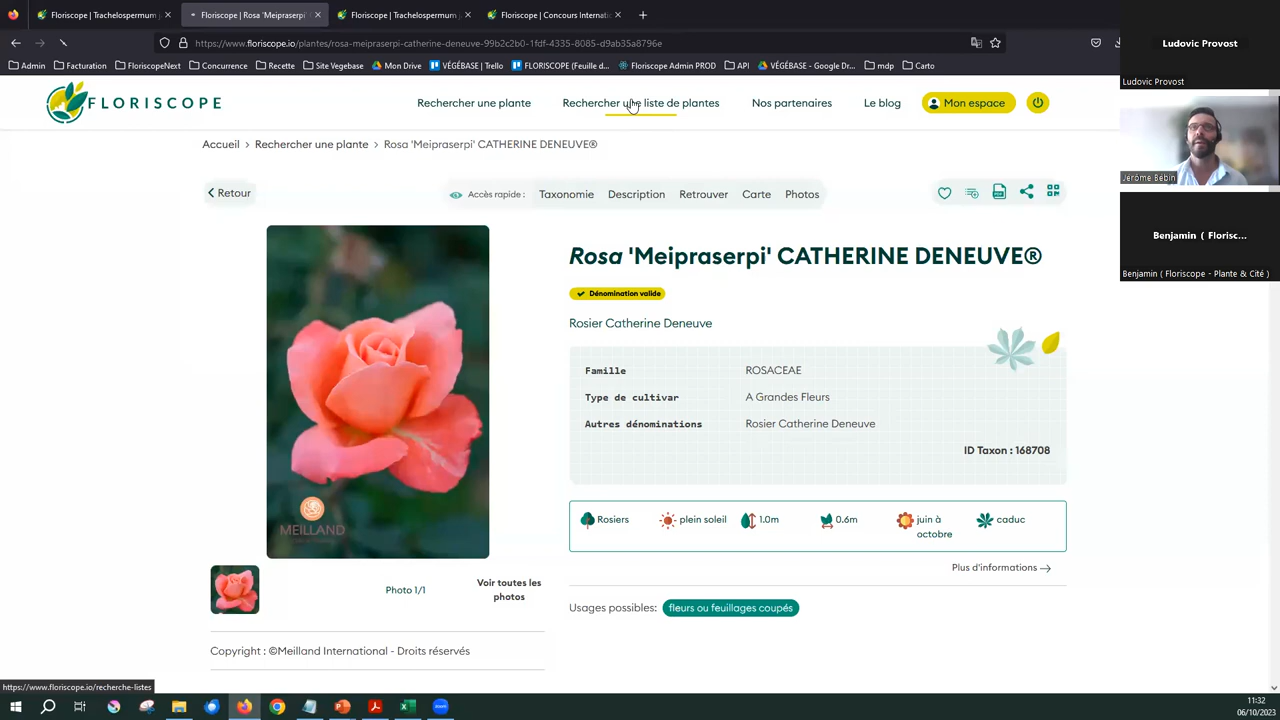 Floriscope | Trachelospermum j
Floriscope | Rosa 'Meipraserpi'
Floriscope | Trachelospermum j
Floriscope | Concours Internatic
https://www.floriscope.io/plantes/rosa-meipraserpi-catherine-deneuve-99b2c2b0-1fdf-4335-8085-d9ab35a8796e
Admin
Facturation
FloriscopeNext
Concurrence
Recette
Site Vegebase
Mon Drive
VÉGÉBASE | Trello
FLORISCOPE (Feuille d...
Floriscope Admin PROD
API
VÉGÉBASE - Google Dr...
mdp
Carto
Ludovic Provost
Ludovic Provost
Jérôme Bebin
Benjamin ( Florisc...
Benjamin ( Floriscope - Plante & Cité )
FLORISCOPE
Rechercher une plante
Rechercher une liste de plantes
Nos partenaires
Le blog
Mon espace
Accueil > Rechercher une plante > Rosa 'Meipraserpi' CATHERINE DENEUVE®
Retour
Accès rapide : Taxonomie Description Retrouver Carte Photos
Rosa 'Meipraserpi' CATHERINE DENEUVE®
Dénomination valide
Rosier Catherine Deneuve
Famille ROSACEAE
Type de cultivar A Grandes Fleurs
Autres dénominations Rosier Catherine Deneuve
ID Taxon : 168708
MEILLAND
Rosiers
plein soleil
1.0m
0.6m
juin à
octobre
caduc
Plus d'informations
Photo 1/1
Voir toutes les
photos
Usages possibles: fleurs ou feuillages coupés
Copyright : ©Meilland International - Droits réservés
https://www.floriscope.io/recherche-listes
11:32
06/10/2023